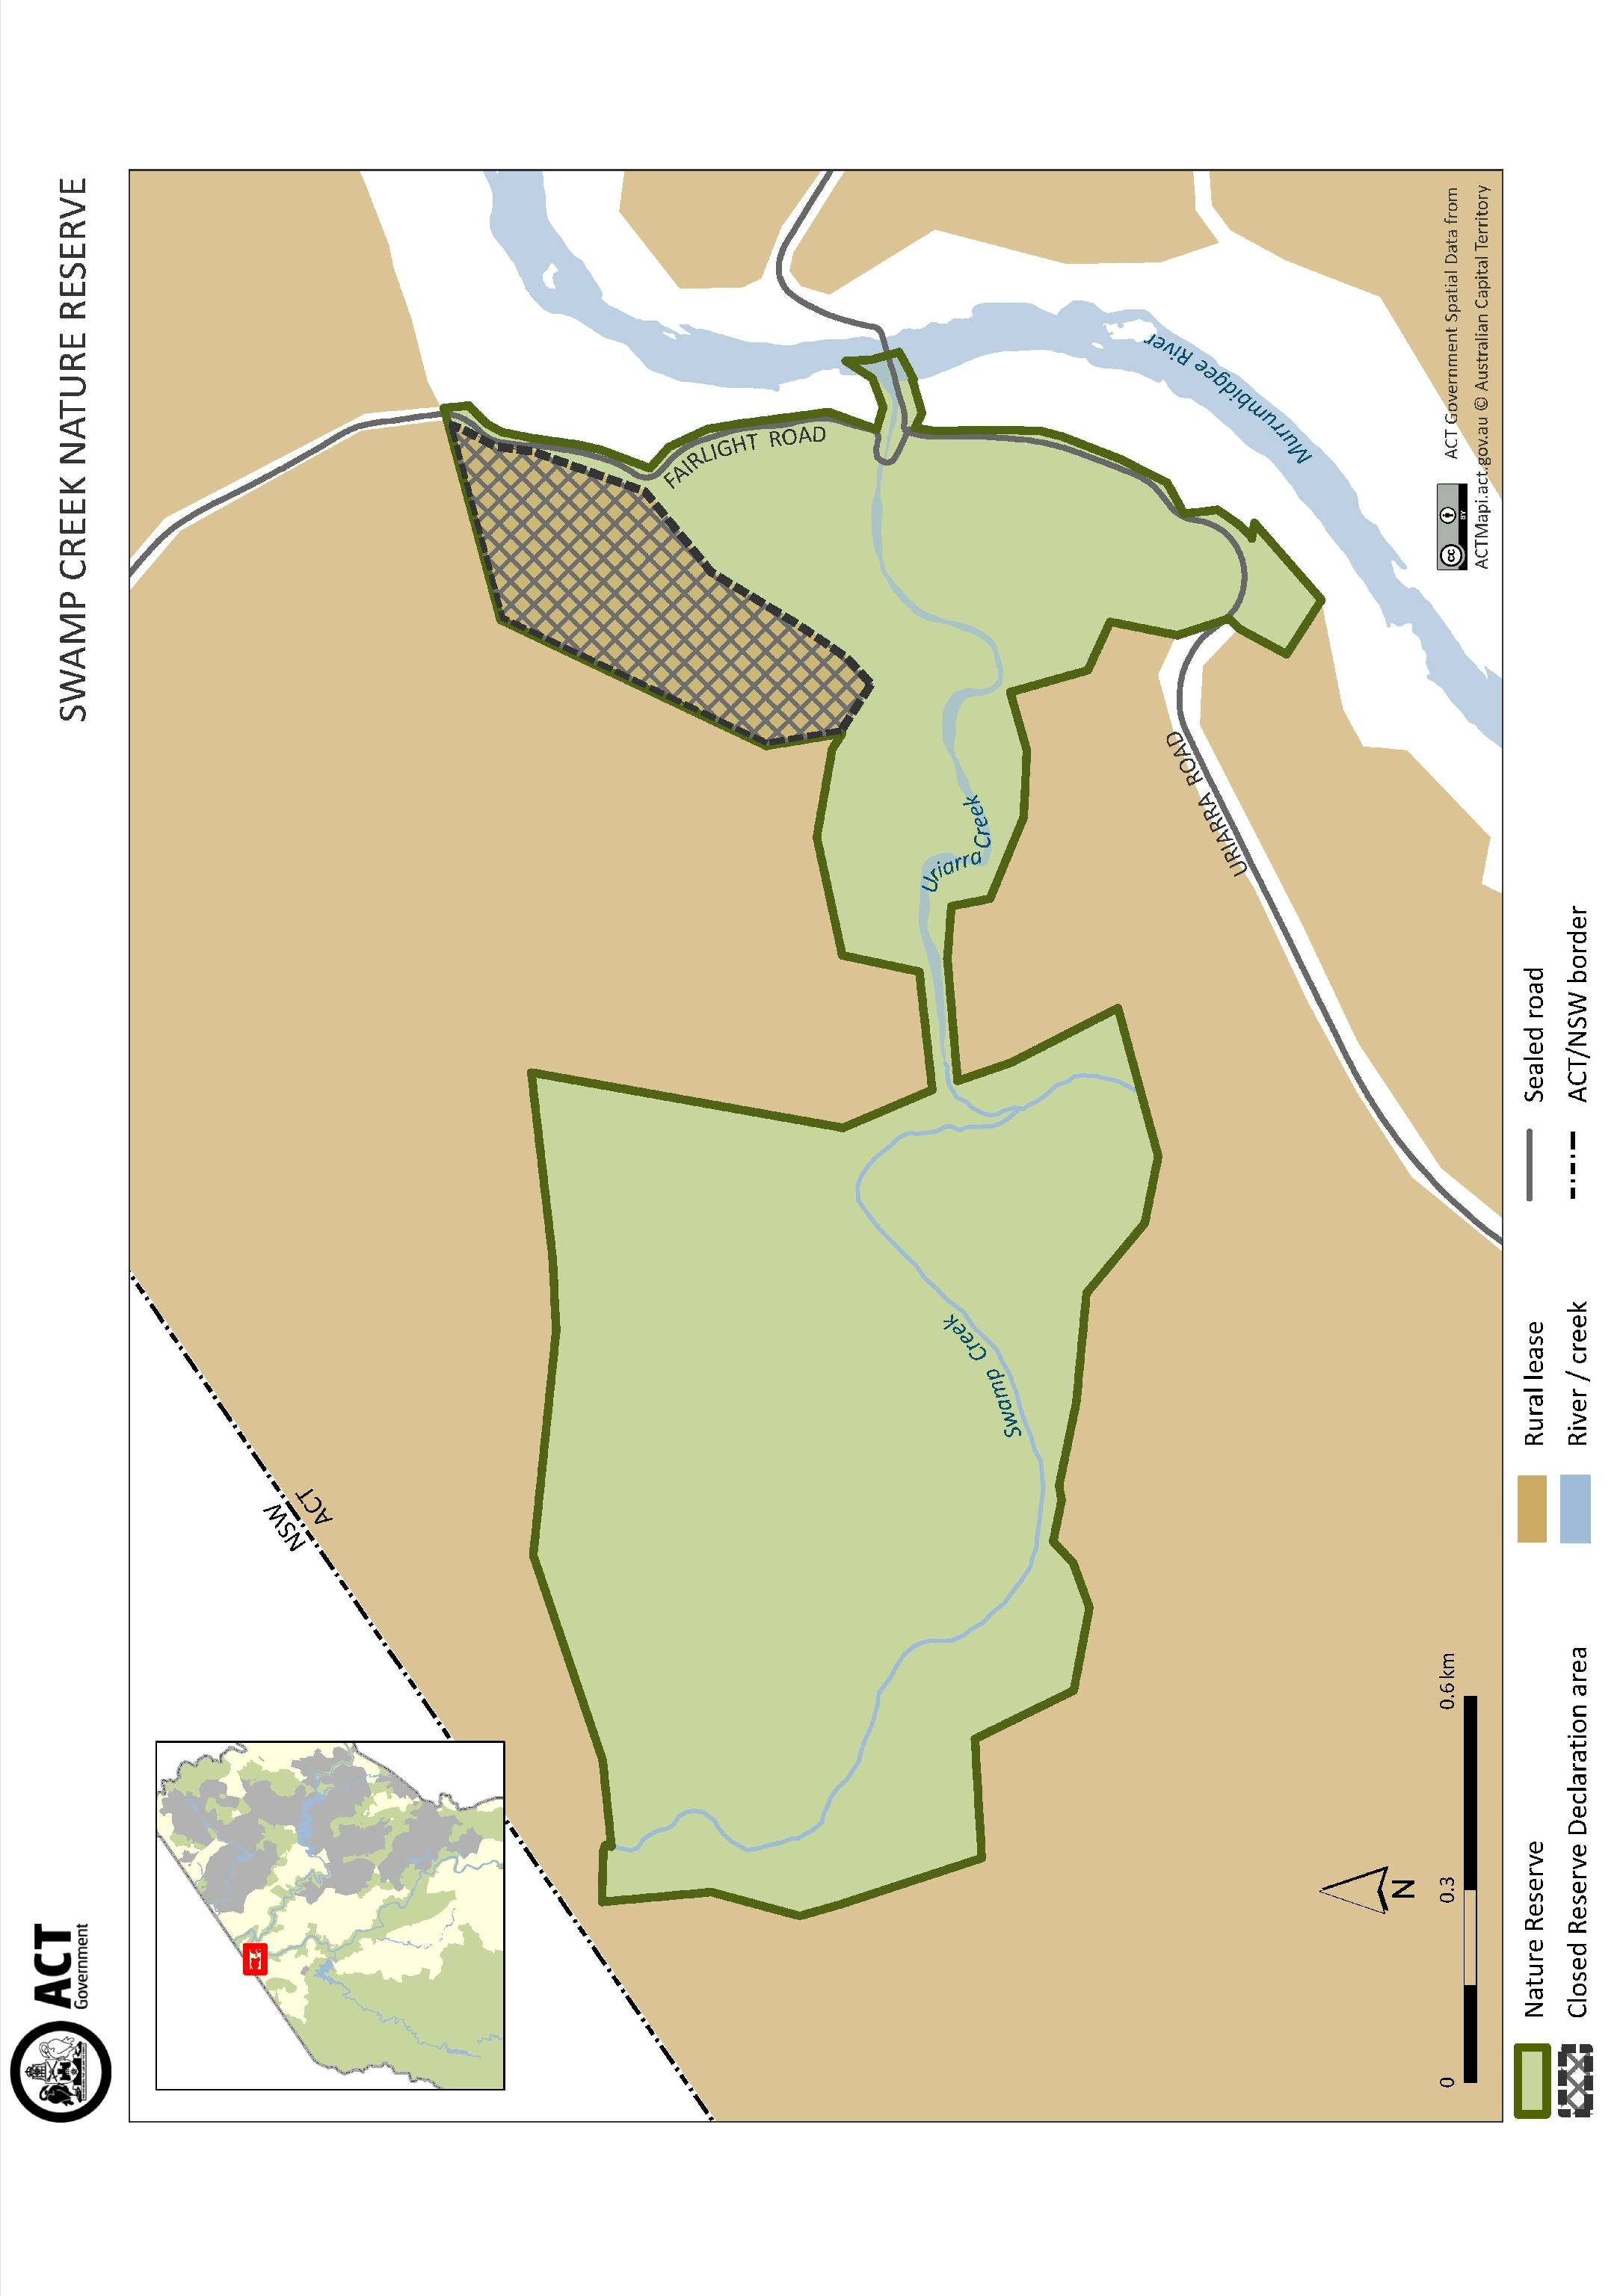 ACT
Government
SWAMP CREEK NATURE RESERVE
NSW
ACT
FAIRLIGHT ROAD
Uriarra Creek
Swamp Creek
URIARRA ROAD
Murrumbidgee River
N
0
0.3
0.6 km
cc
BY
ACT Government Spatial Data from
ACTMapi.act.gov.au © Australian Capital Territory
Nature Reserve
Rural lease
Sealed road
Closed Reserve Declaration area
River / creek
ACT/NSW border